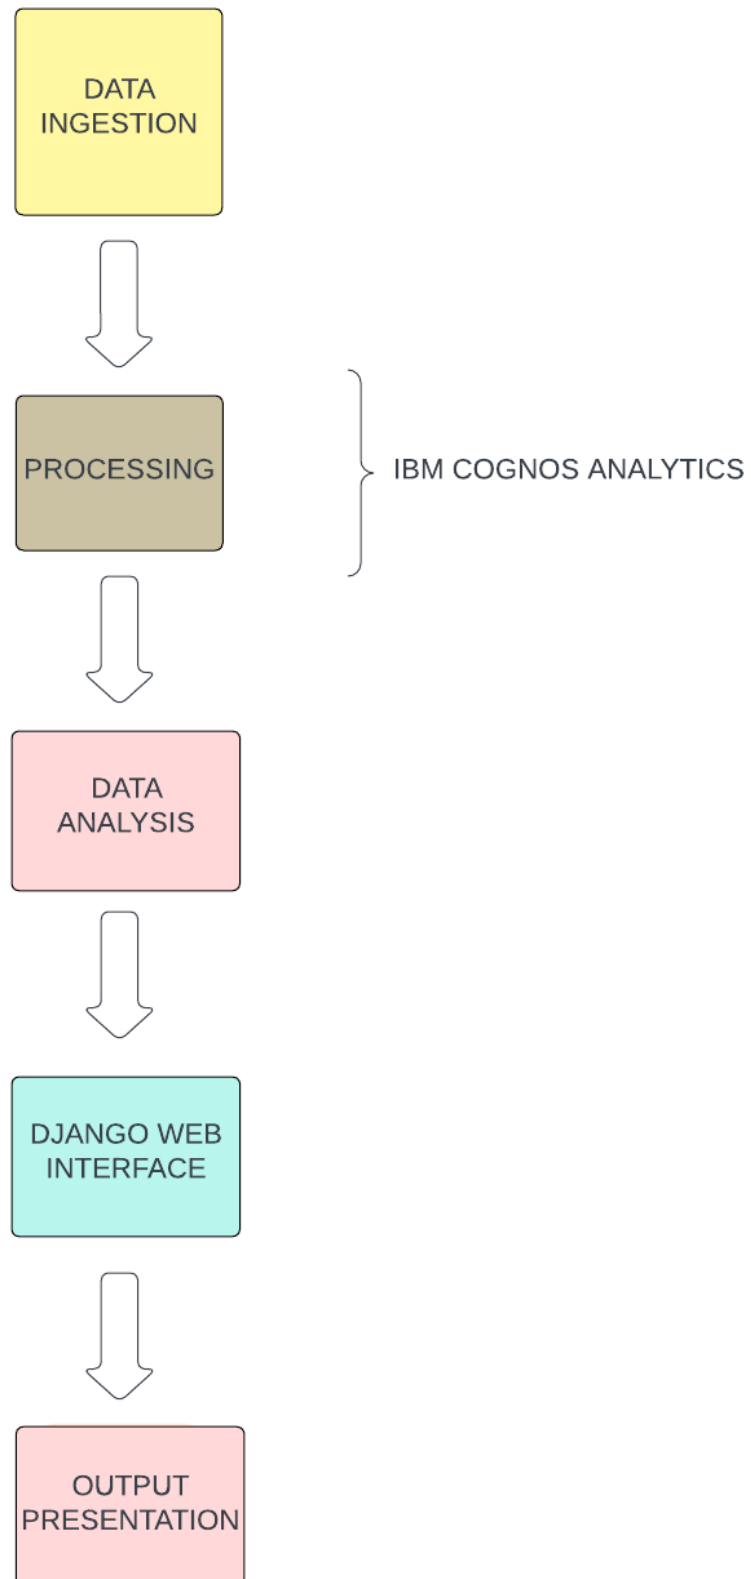 DATA
INGESTION
PROCESSING
IBM COGNOS ANALYTICS
DATA
ANALYSIS
DJANGO WEB
INTERFACE
OUTPUT
PRESENTATION